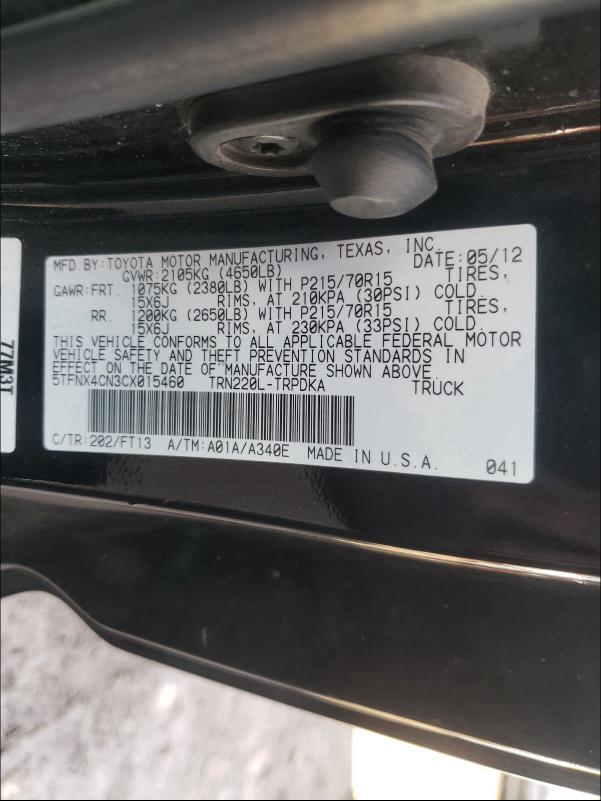 MFD.BY:TOYOTA MOTOR MANUFACTURING, TEXAS, INC. DATE:05/12
GVWR:2105KG (4650LB)
GAWR:FRT. 1075KG (2380LB) WITH P215/70R15 TIRES,
15X6J RIMS, AT 210KPA (30PSI) COLD.
RR. 1200KG (2650LB) WITH P215/70R15 TIRES,
15X6J RIMS, AT 230KPA (33PSI) COLD.
THIS VEHICLE CONFORMS TO ALL APPLICABLE FEDERAL MOTOR
VEHICLE SAFETY AND THEFT PREVENTION STANDARDS IN
EFFECT ON THE DATE OF MANUFACTURE SHOWN ABOVE.
5TFNX4CN3CX015460 TRN220L-TRPDKA TRUCK
C/TR:202/FT13 A/TM:A01A/A340E MADE IN U.S.A. 041
77M3T